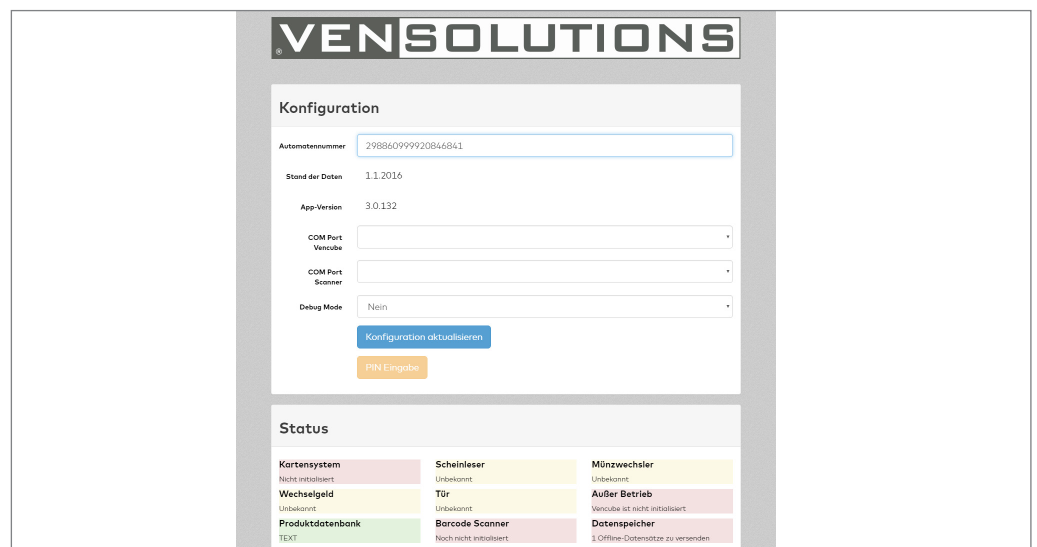 ® VENSOLUTIONS
Konfiguration
Automatennummer 298860999920846841
Stand der Daten 1.1.2016
App-Version 3.0.132
COM Port
Vencube
COM Port
Scanner
Debug Mode Nein
Konfiguration aktualisieren
PIN Eingabe
Status
Kartensystem Scheinleser Münzwechsler
Nicht initialisiert Unbekannt Unbekannt
Wechselgeld Tür Außer Betrieb
Unbekannt Unbekannt Vencube ist nicht initialisiert
Produktdatenbank Barcode Scanner Datenspeicher
TEXT Noch nicht initialisiert 1 Offline-Datensätze zu versenden